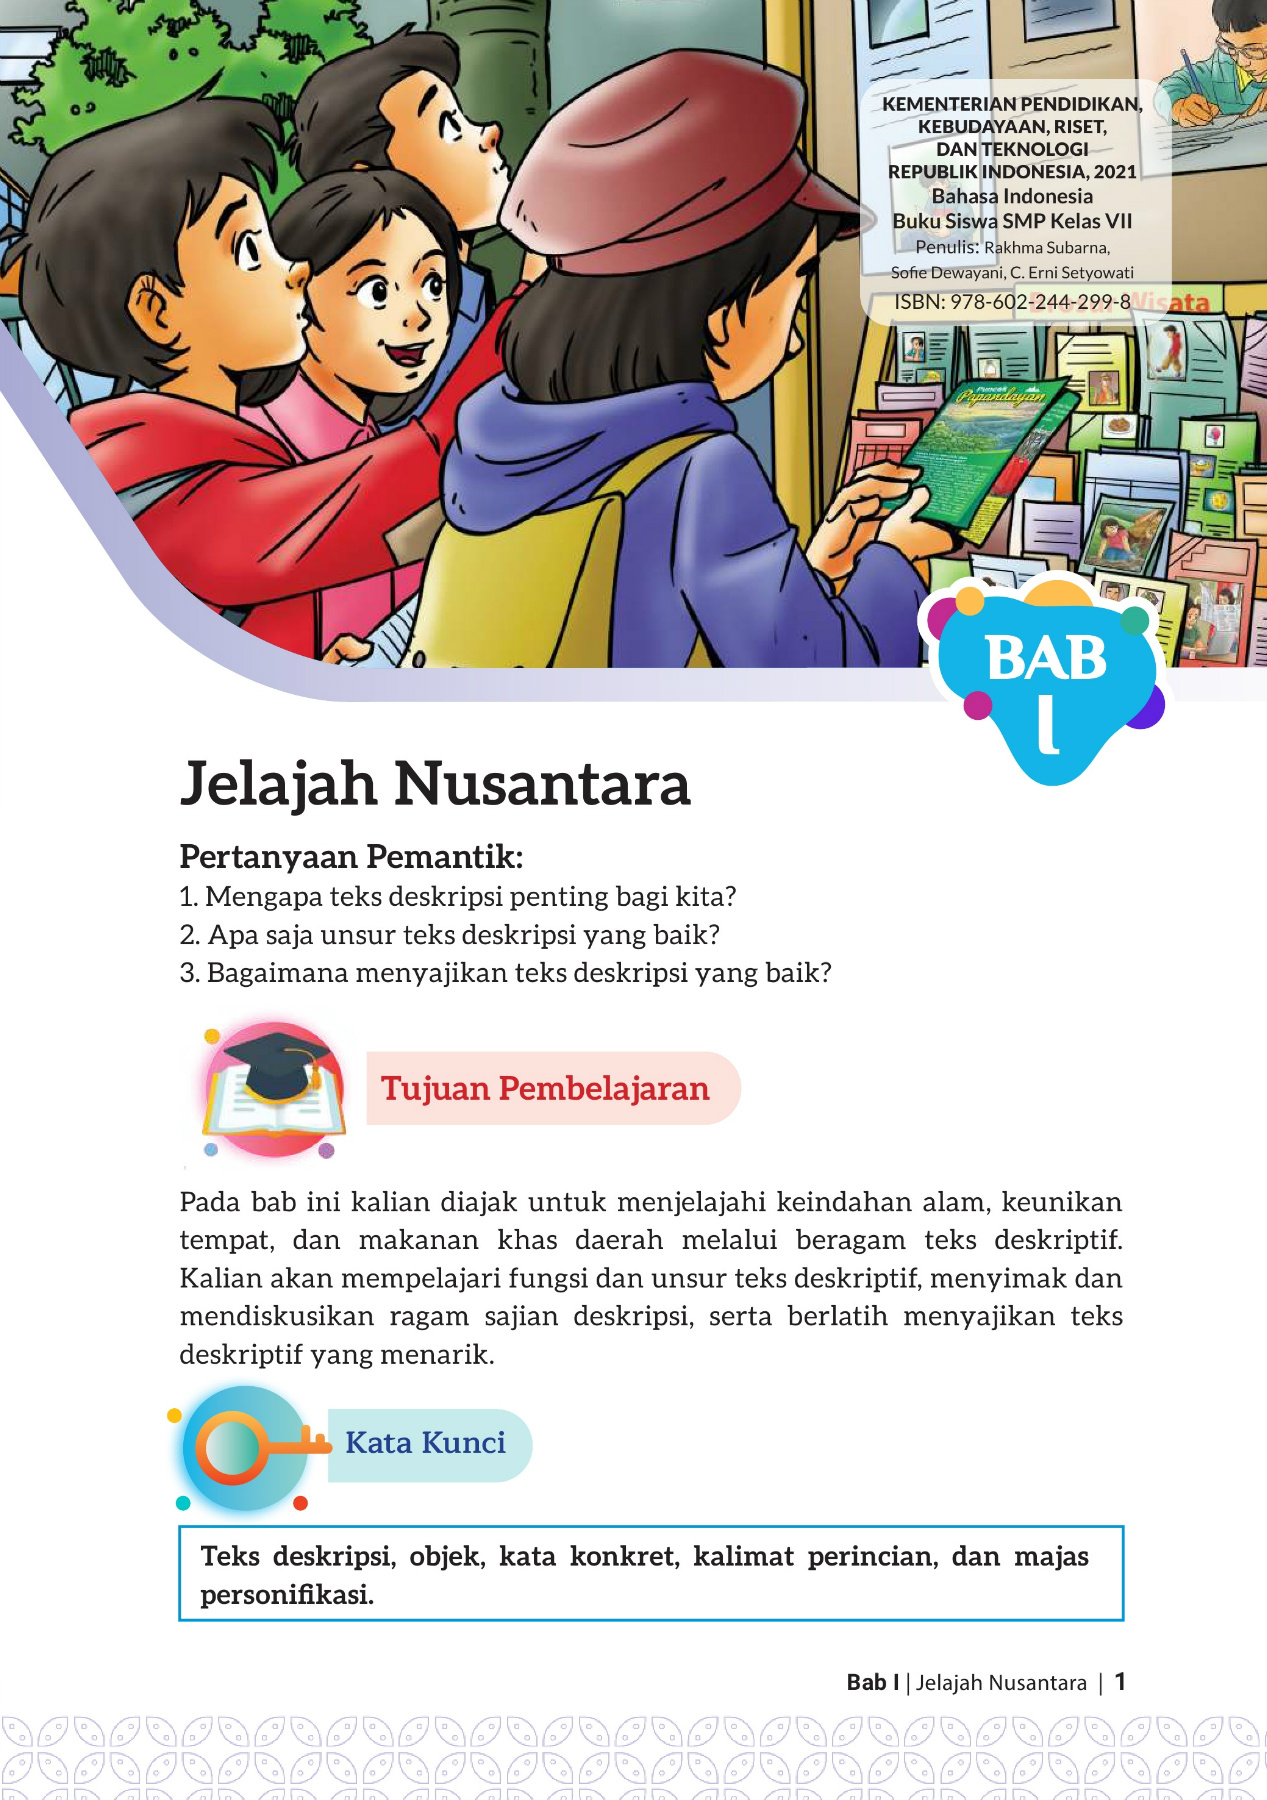 KEMENTERIAN PENDIDIKAN,
KEBUDAYAAN, RISET,
DAN TEKNOLOGI
REPUBLIK INDONESIA, 2021
Bahasa Indonesia
Buku Siswa SMP Kelas VII
Penulis: Rakhma Subarna,
Sofie Dewayani, C. Erni Setyowati
ISBN: 978-602-244-299-8
Brosur Wisata
Puncak
Papandayan
BAB
I
Jelajah Nusantara
Pertanyaan Pemantik:
1. Mengapa teks deskripsi penting bagi kita?
2. Apa saja unsur teks deskripsi yang baik?
3. Bagaimana menyajikan teks deskripsi yang baik?
Tujuan Pembelajaran
Pada bab ini kalian diajak untuk menjelajahi keindahan alam, keunikan
tempat, dan makanan khas daerah melalui beragam teks deskriptif.
Kalian akan mempelajari fungsi dan unsur teks deskriptif, menyimak dan
mendiskusikan ragam sajian deskripsi, serta berlatih menyajikan teks
deskriptif yang menarik.
Kata Kunci
Teks deskripsi, objek, kata konkret, kalimat perincian, dan majas
personifikasi.
Bab I | Jelajah Nusantara | 1